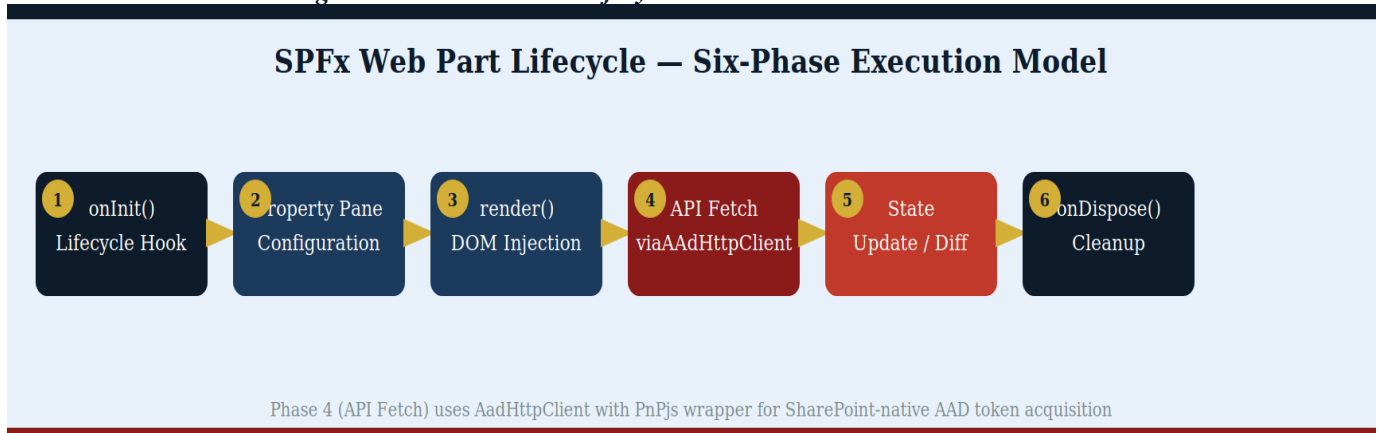 SPFx Web Part Lifecycle — Six-Phase Execution Model
1
onInit()
Lifecycle Hook
2
roperty Pane
Configuration
3
render()
DOM Injection
4
API Fetch
viaAAdHttpClient
5
State
Update / Diff
6
onDispose()
Cleanup
Phase 4 (API Fetch) uses AadHttpClient with PnPjs wrapper for SharePoint-native AAD token acquisition